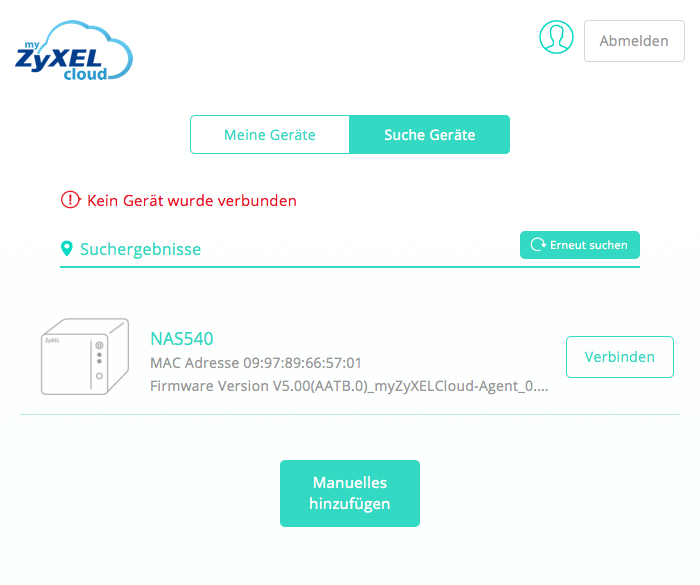 my
ZyXEL
cloud
Abmelden
Meine Geräte
Suche Geräte
Kein Gerät wurde verbunden
Suchergebnisse
Erneut suchen
ZyXEL
NAS540
MAC Adresse 09:97:89:66:57:01
Firmware Version V5.00(AATB.0)_myZyXELCloud-Agent_0....
Verbinden
Manuelles
hinzufügen